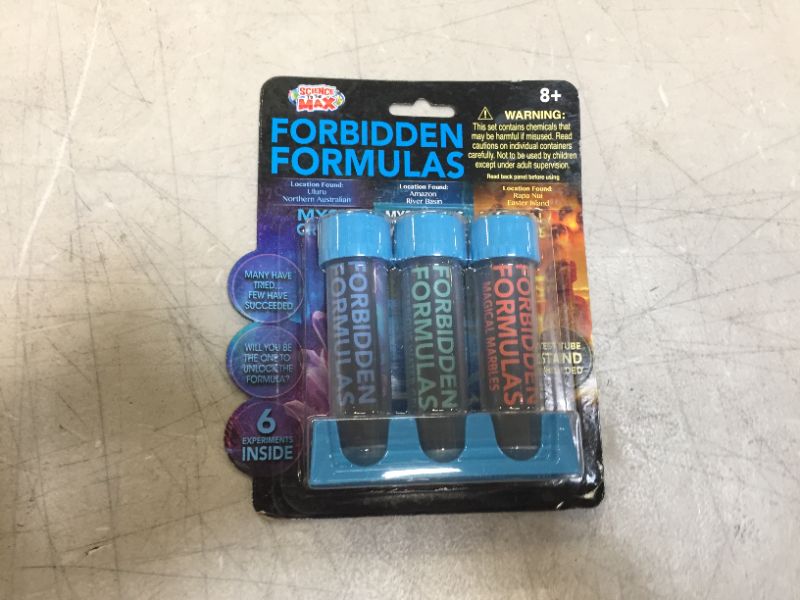 SCIENCE
TO THE
MAX
8+
FORBIDDEN
FORMULAS
WARNING:
This set contains chemicals that
may be harmful if misused. Read
cautions on individual containers
carefully. Not to be used by children
except under adult supervision.
Read back panel before using
Location Found:
Uluru
Northern Australian
Location Found:
Amazon
River Basin
Location Found:
Rapa Nui
Easter Island
MANY HAVE
TRIED...
FEW HAVE
SUCCEEDED
WILL YOU BE
THE ONE TO
UNLOCK THE
FORMULA?
6
EXPERIMENTS
INSIDE
FORBIDDEN
FORMULAS
FORBIDDEN
FORMULAS
FORBIDDEN
FORMULAS
MAGICAL MARBLES
TUBE
STAND